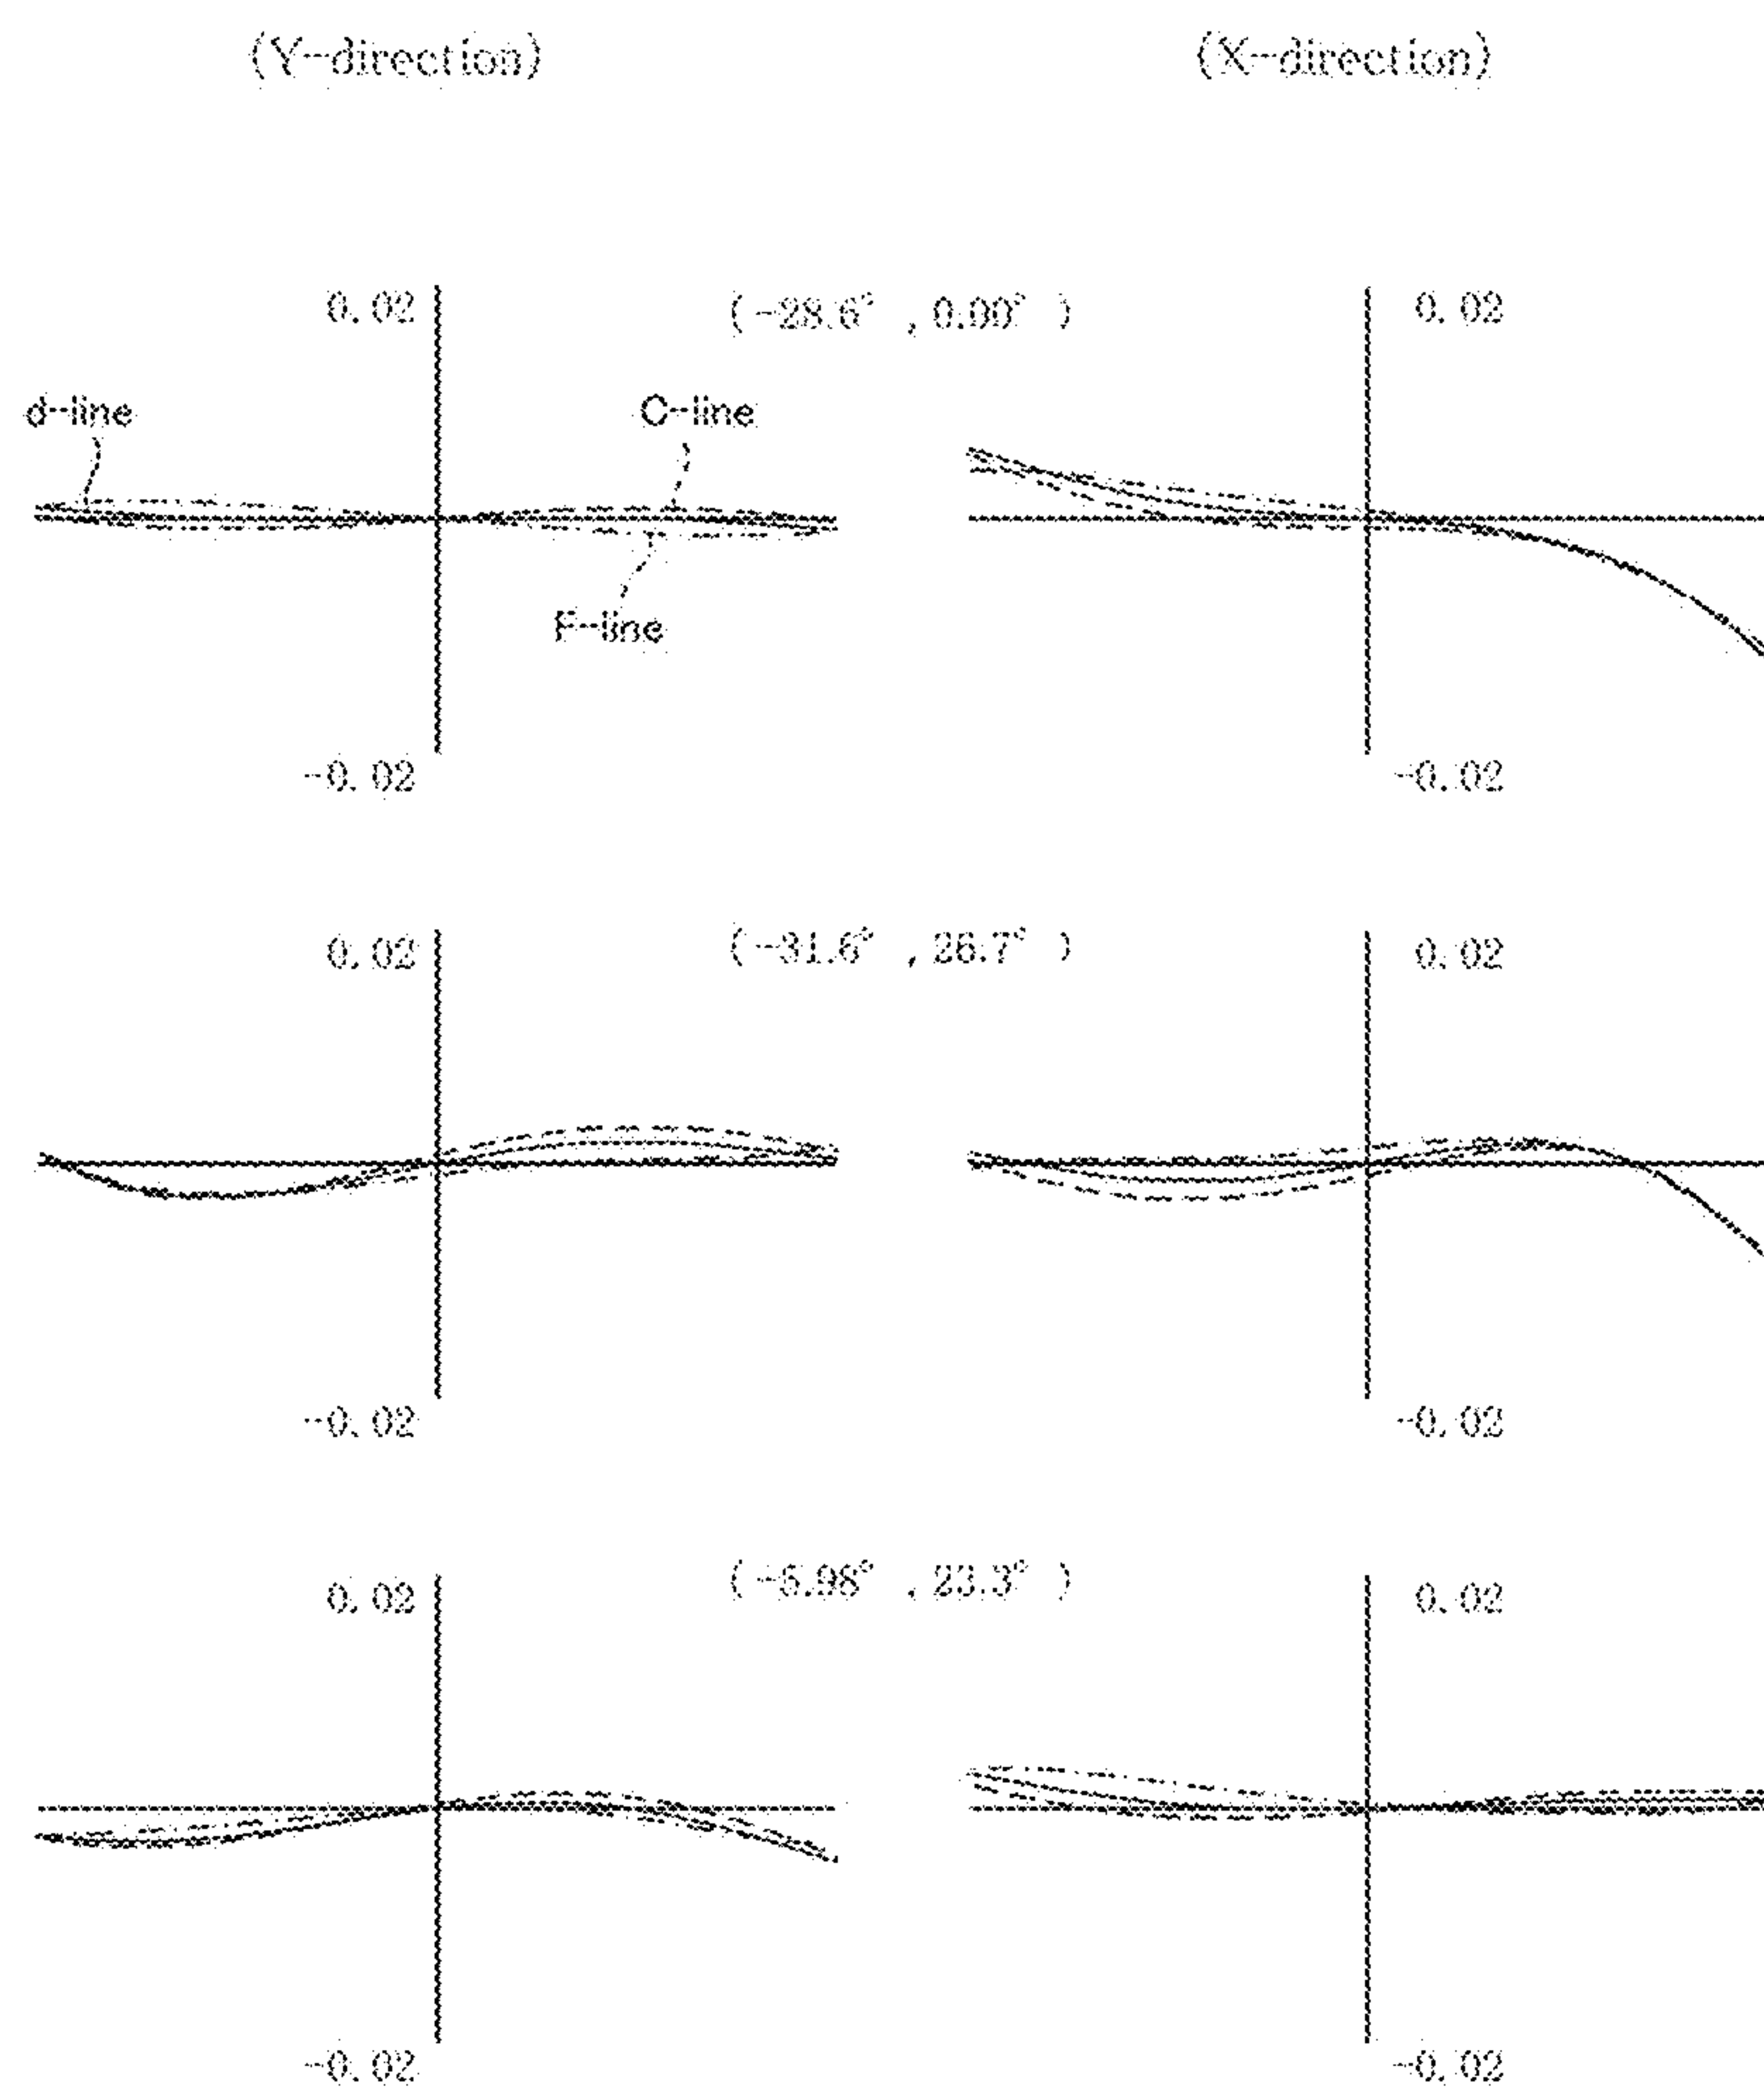 (Y-direction) (X-direction)
0.02 (-28.6° , 0.00° ) 0.02
d-line C-line
F-line
-0.02 -0.02
0.02 (-31.6° , 26.7° ) 0.02
-0.02 -0.02
0.02 (-5.98° , 23.3° ) 0.02
-0.02 -0.02